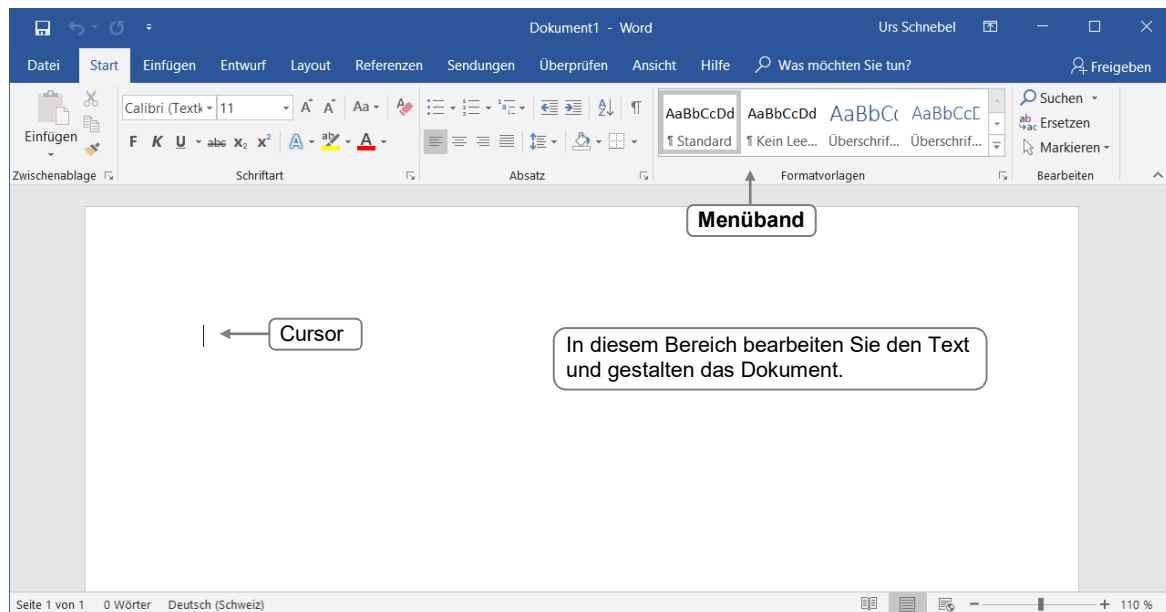 Dokument1 - Word
Urs Schnebel
Datei Start Einfügen Entwurf Layout Referenzen Sendungen Überprüfen Ansicht Hilfe Was möchten Sie tun? Freigeben
Einfügen
Calibri (Textk 11 A A Aa A
F K U abc X₂ X² A aby A
AaBbCcDd AaBbCcDd AaBbC( AaBbCcE
¶ Standard ¶ Kein Lee... Überschrif... Überschrif...
Suchen
Ersetzen
Markieren
Zwischenablage Schriftart Absatz Formatvorlagen Bearbeiten
Menüband
Cursor
In diesem Bereich bearbeiten Sie den Text
und gestalten das Dokument.
Seite 1 von 1 0 Wörter Deutsch (Schweiz) 110 %